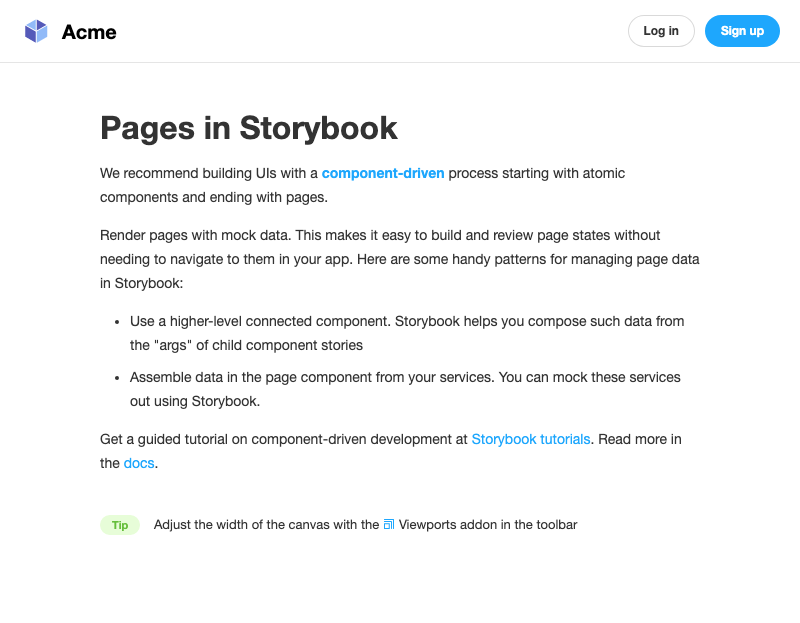 Acme
Log in
Sign up
Pages in Storybook
We recommend building UIs with a component-driven process starting with atomic
components and ending with pages.
Render pages with mock data. This makes it easy to build and review page states without
needing to navigate to them in your app. Here are some handy patterns for managing page data
in Storybook:
• Use a higher-level connected component. Storybook helps you compose such data from
the "args" of child component stories
• Assemble data in the page component from your services. You can mock these services
out using Storybook.
Get a guided tutorial on component-driven development at Storybook tutorials. Read more in
the docs.
Tip
Adjust the width of the canvas with the Viewports addon in the toolbar